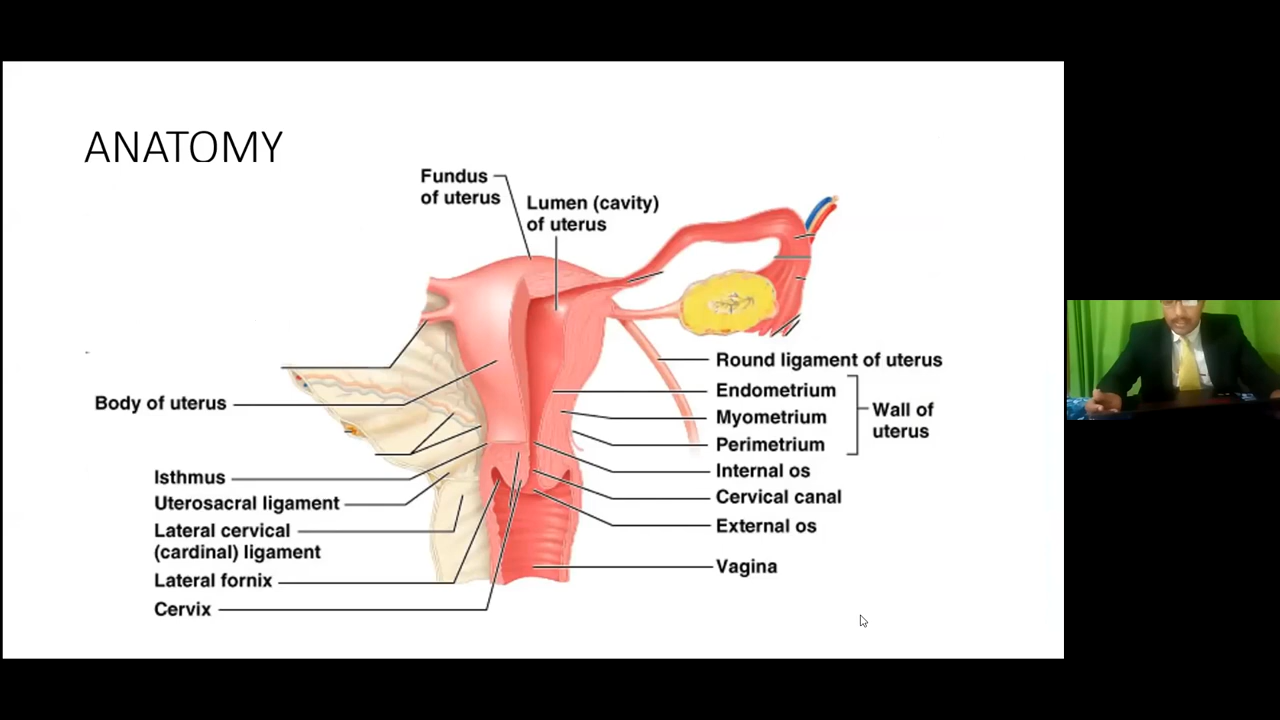 ANATOMY
Fundus
of uterus
Lumen (cavity)
of uterus
Body of uterus
Isthmus
Uterosacral ligament
Lateral cervical
(cardinal) ligament
Lateral fornix
Cervix
Round ligament of uterus
Endometrium
Myometrium
Perimetrium
Wall of
uterus
Internal os
Cervical canal
External os
Vagina